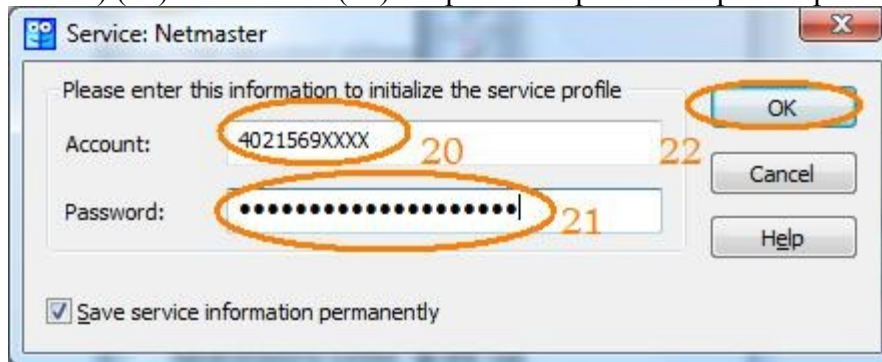 Service: Netmaster
Please enter this information to initialize the service profile
OK
Account: 4021569XXXX 20
22
Cancel
Password: ●●●●●●●●●●●●●●●●●●●● 21
Help
Save service information permanently